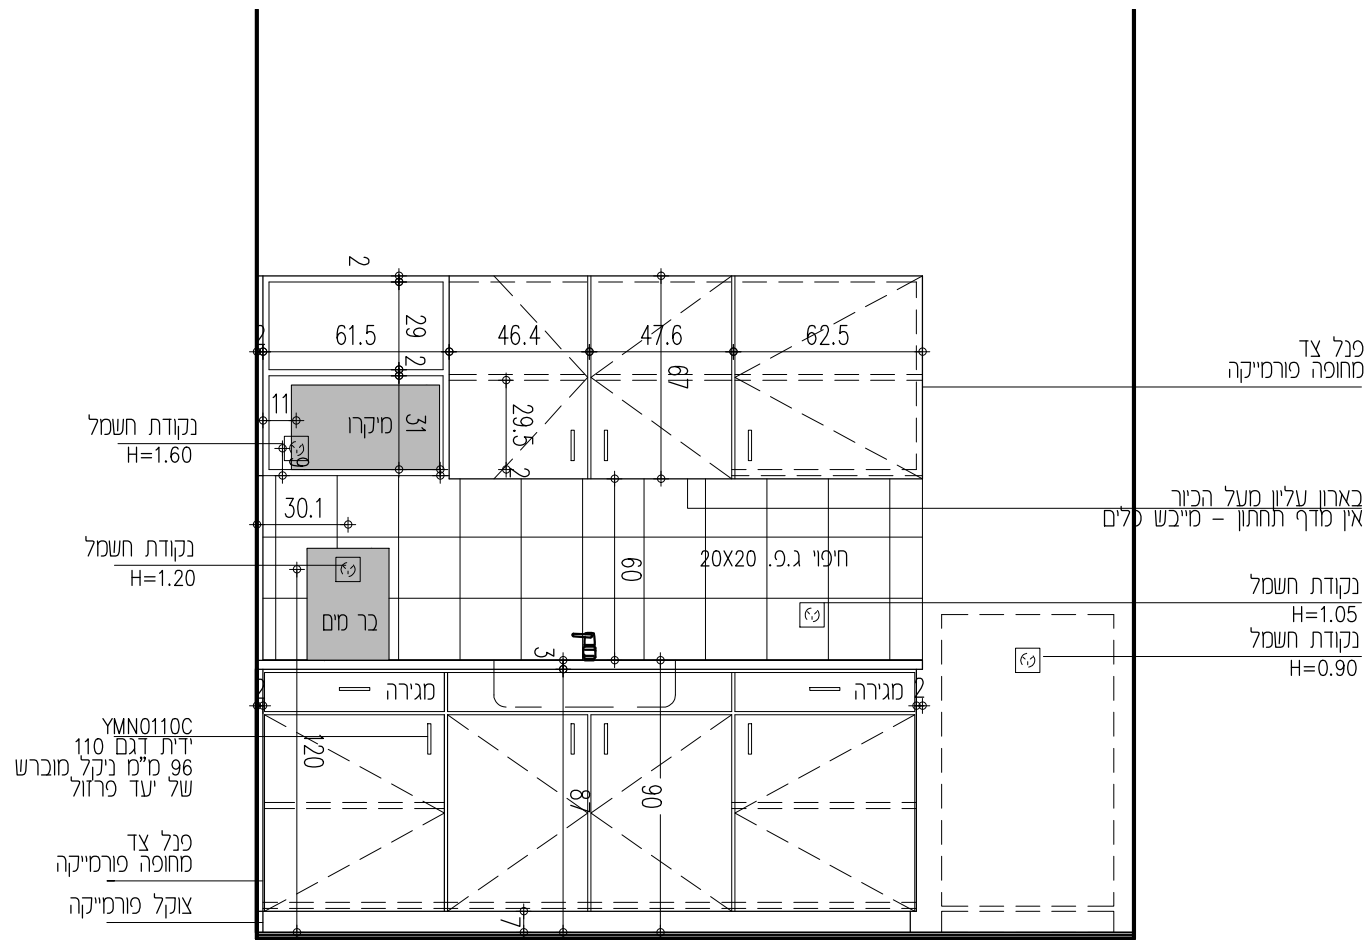 2
29
2
61.5
46.4
47.6
62.5
2
67
11
מיקרו
31
29.5
2
9
30.1
60
חיפוי ג.פ. 20X20
בר מים
3
מגירה
מגירה
2
2
120
87
90
7
נקודת חשמל
H=1.60
נקודת חשמל
H=1.20
YMN0110C
ידית דגם 110
96 מ"מ ניקל מוברש
של יעד פרזול
פנל צד
מחופה פורמייקה
צוקל פורמייקה
פנל צד
מחופה פורמייקה
בארון עליון מעל הכיור
אין מדף תחתון – מייבש כלים
נקודת חשמל
H=1.05
נקודת חשמל
H=0.90